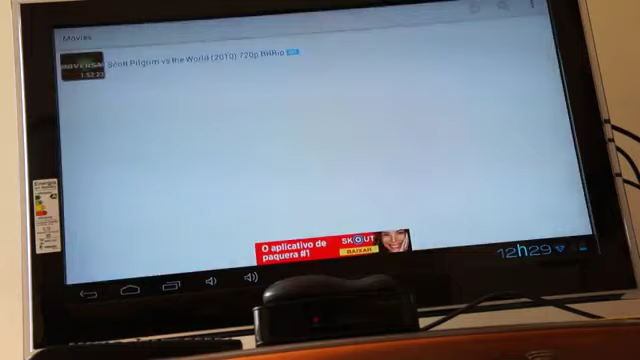 Movies
UNIVERSAL
1:52:23
Scott Pilgrim vs the World (2010) 720p BRRip
O aplicativo de
paquera #1
SKOUT
BAIXAR
12h29
Energia